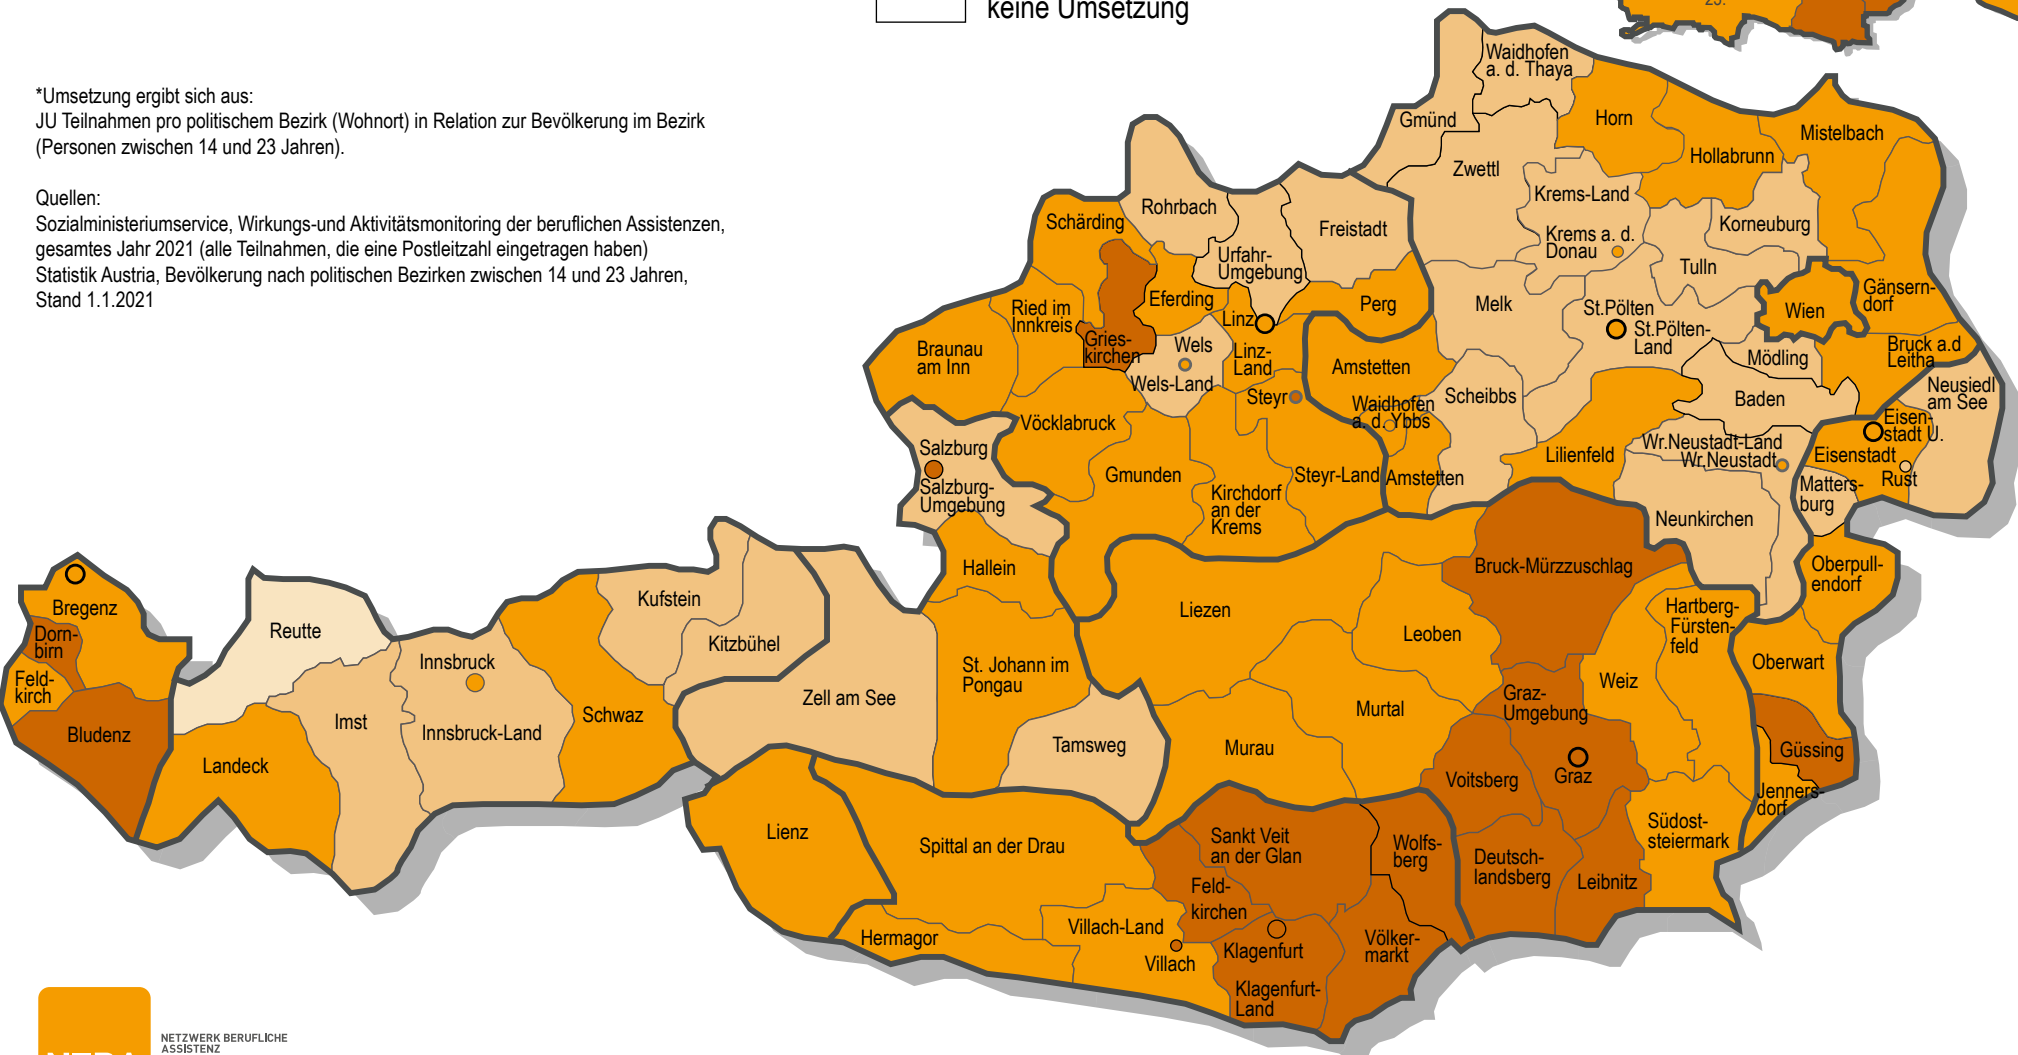 keine Umsetzung
23.
*Umsetzung ergibt sich aus:
JU Teilnahmen pro politischem Bezirk (Wohnort) in Relation zur Bevölkerung im Bezirk
(Personen zwischen 14 und 23 Jahren).
Quellen:
Sozialministeriumservice, Wirkungs-und Aktivitätsmonitoring der beruflichen Assistenzen,
gesamtes Jahr 2021 (alle Teilnahmen, die eine Postleitzahl eingetragen haben)
Statistik Austria, Bevölkerung nach politischen Bezirken zwischen 14 und 23 Jahren,
Stand 1.1.2021
Waidhofen
a. d. Thaya
Gmünd
Horn
Mistelbach
Hollabrunn
Zwettl
Krems-Land
Korneuburg
Krems a. d.
Donau
Tulln
Rohrbach
Freistadt
Schärding
Urfahr-
Umgebung
Eferding
Perg
Melk
St.Pölten
St.Pölten-
Land
Wien
Gänsern-
dorf
Ried im
Innkreis
Linz
Gries-
kirchen
Wels
Wels-Land
Linz-
Land
Braunau
am Inn
Amstetten
Mödling
Bruck a.d
Leitha
Neusiedl
am See
Steyr
Waidhofen
a. d. Ybbs
Scheibbs
Baden
Vöcklabruck
Eisen-
stadt U.
Salzburg
Wr.Neustadt-Land
Wr.Neustadt
Eisenstadt
Lilienfeld
Gmunden
Steyr-Land
Amstetten
Rust
Salzburg-
Umgebung
Kirchdorf
an der
Krems
Matters-
burg
Neunkirchen
Hallein
Bruck-Mürzzuschlag
Oberpull-
endorf
Bregenz
Kufstein
Liezen
Hartberg-
Fürsten-
feld
Dorn-
birn
Reutte
Kitzbühel
Leoben
Innsbruck
St. Johann im
Pongau
Oberwart
Feld-
kirch
Weiz
Zell am See
Graz-
Umgebung
Schwaz
Imst
Innsbruck-Land
Murtal
Bludenz
Tamsweg
Murau
Güssing
Landeck
Voitsberg
Graz
Jenners-
dorf
Lienz
Spittal an der Drau
Sankt Veit
an der Glan
Wolfs-
berg
Südost-
steiermark
Deutsch-
landsberg
Leibnitz
Feld-
kirchen
Villach-Land
Hermagor
Klagenfurt
Völker-
markt
Villach
Klagenfurt-
Land
NETZWERK BERUFLICHE
ASSISTENZ